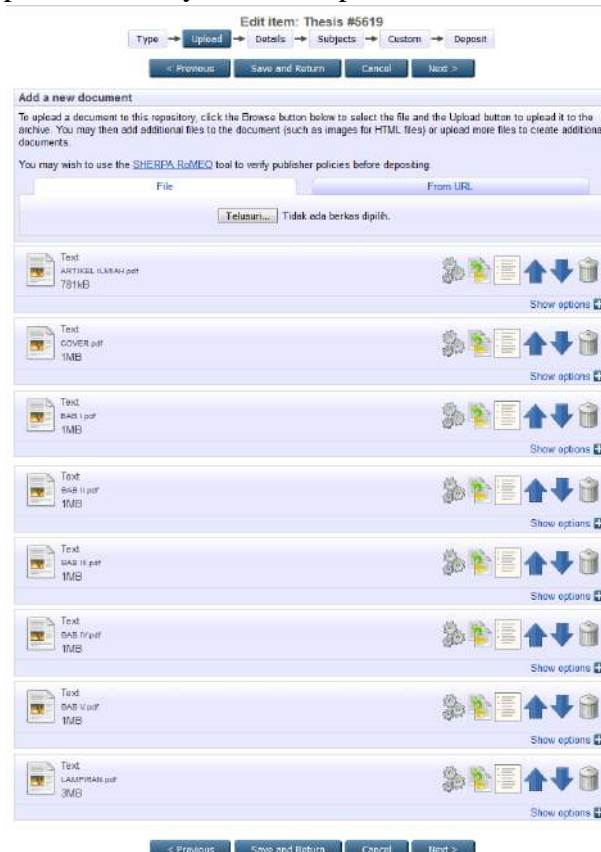 Edit item: Thesis #5619
Type → Upload → Details → Subjects → Custom → Deposit
< Previous Save and Return Cancel Next >
Add a new document
To upload a document to this repository, click the Browse button below to select the file and the Upload button to upload it to the
archive. You may then add additional files to the document (such as images for HTML files) or upload more files to create additiona
documents.
You may wish to use the SHERPA RoMEO tool to verify publisher policies before depositing.
File From URL
Telusuri... Tidak ada berkas dipilih.
Text
ARTIKEL ILMIAH.pdf
781kB
Show options
Text
COVER.pdf
1MB
Show options
Text
BAB I.pdf
1MB
Show options
Text
BAB II.pdf
1MB
Show options
Text
BAB III.pdf
1MB
Show options
Text
BAB IV.pdf
1MB
Show options
Text
BAB V.pdf
1MB
Show options
Text
LAMPIRAN.pdf
3MB
Show options
< Previous Save and Return Cancel Next >